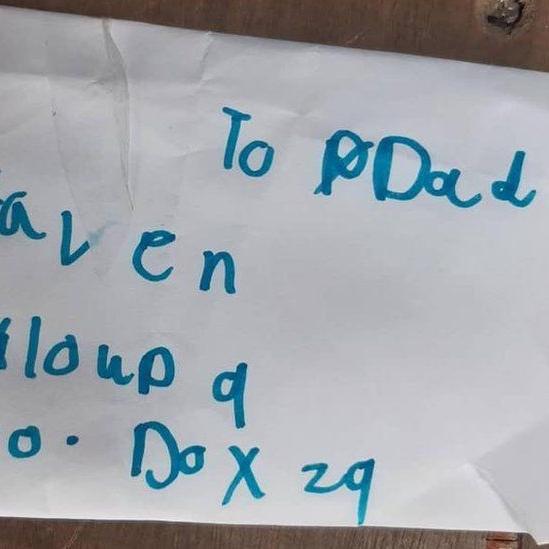 To Dad
aven
loup 9
o. Dox 29